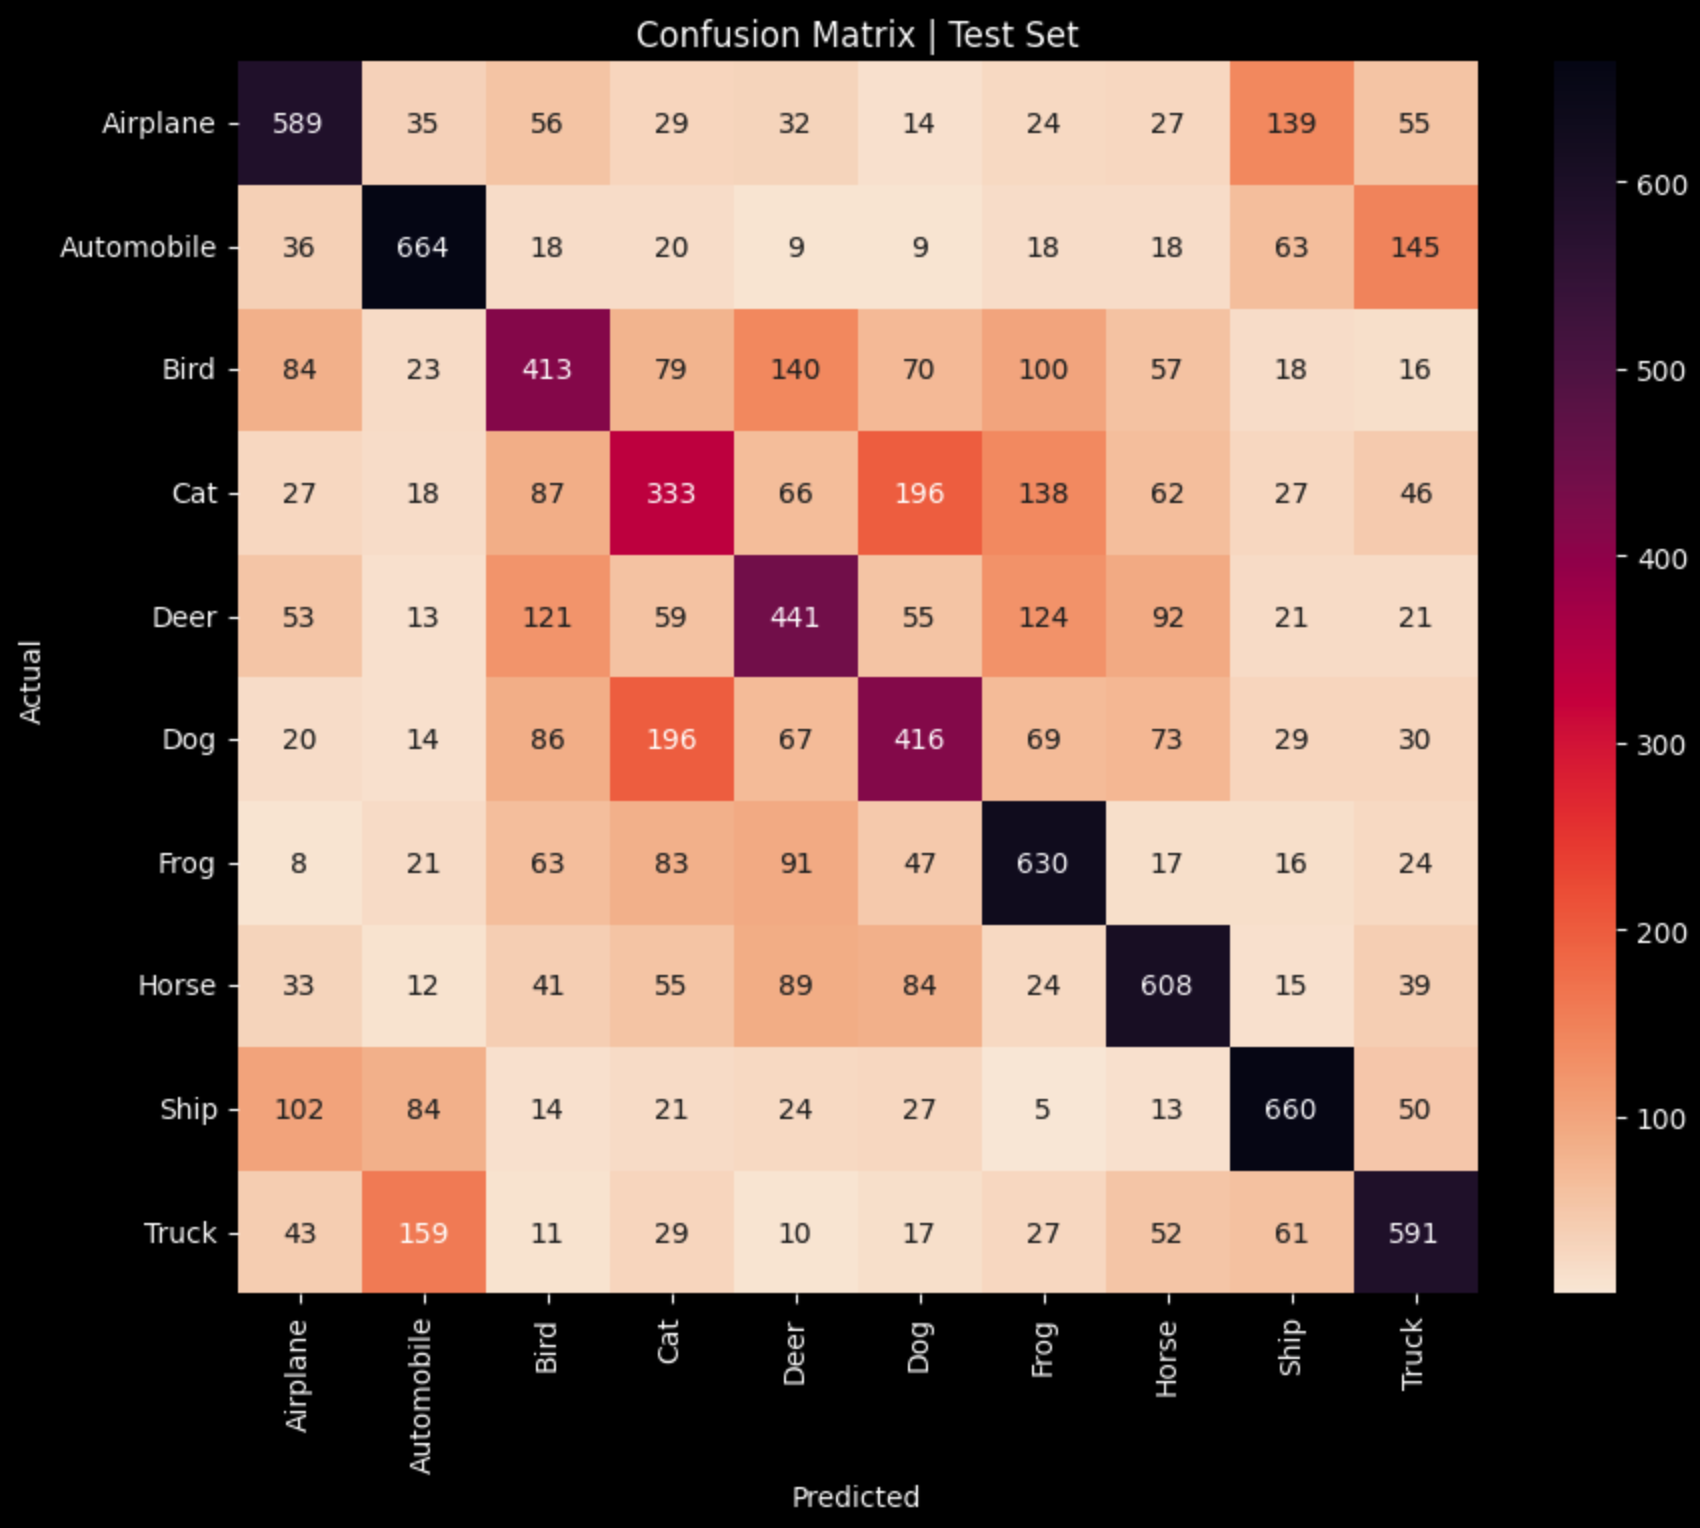 Confusion Matrix | Test Set
Airplane 589 35 56 29 32 14 24 27 139 55
Automobile 36 664 18 20 9 9 18 18 63 145
Bird 84 23 413 79 140 70 100 57 18 16
Cat 27 18 87 333 66 196 138 62 27 46
Deer 53 13 121 59 441 55 124 92 21 21
Dog 20 14 86 196 67 416 69 73 29 30
Frog 8 21 63 83 91 47 630 17 16 24
Horse 33 12 41 55 89 84 24 608 15 39
Ship 102 84 14 21 24 27 5 13 660 50
Truck 43 159 11 29 10 17 27 52 61 591
Actual
Airplane Automobile Bird Cat Deer Dog Frog Horse Ship Truck
Predicted
600
500
400
300
200
100